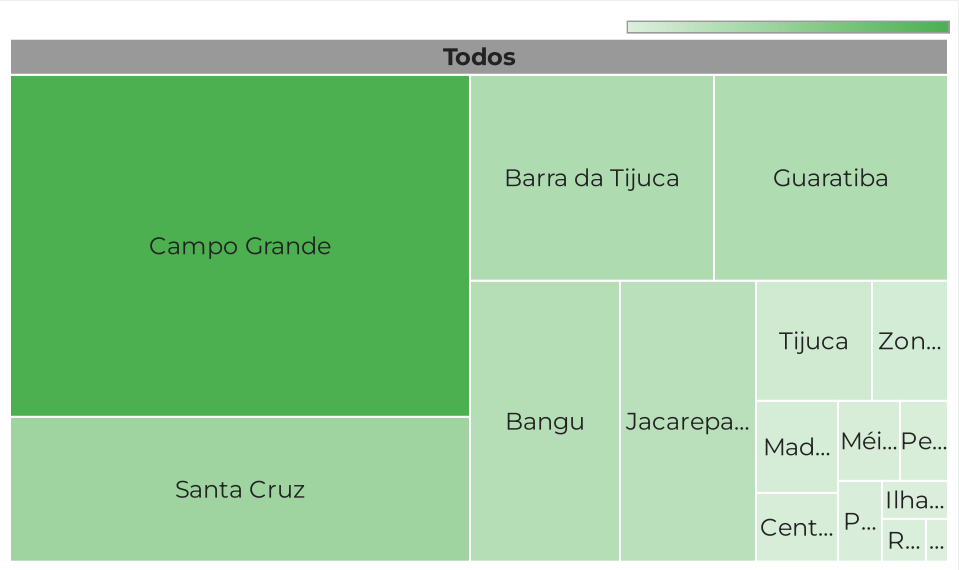 Todos
Campo Grande
Barra da Tijuca
Guaratiba
Santa Cruz
Bangu
Jacarepa...
Tijuca
Zon...
Mad...
Méi...
Pe...
Cent...
P...
Ilha...
R...
...